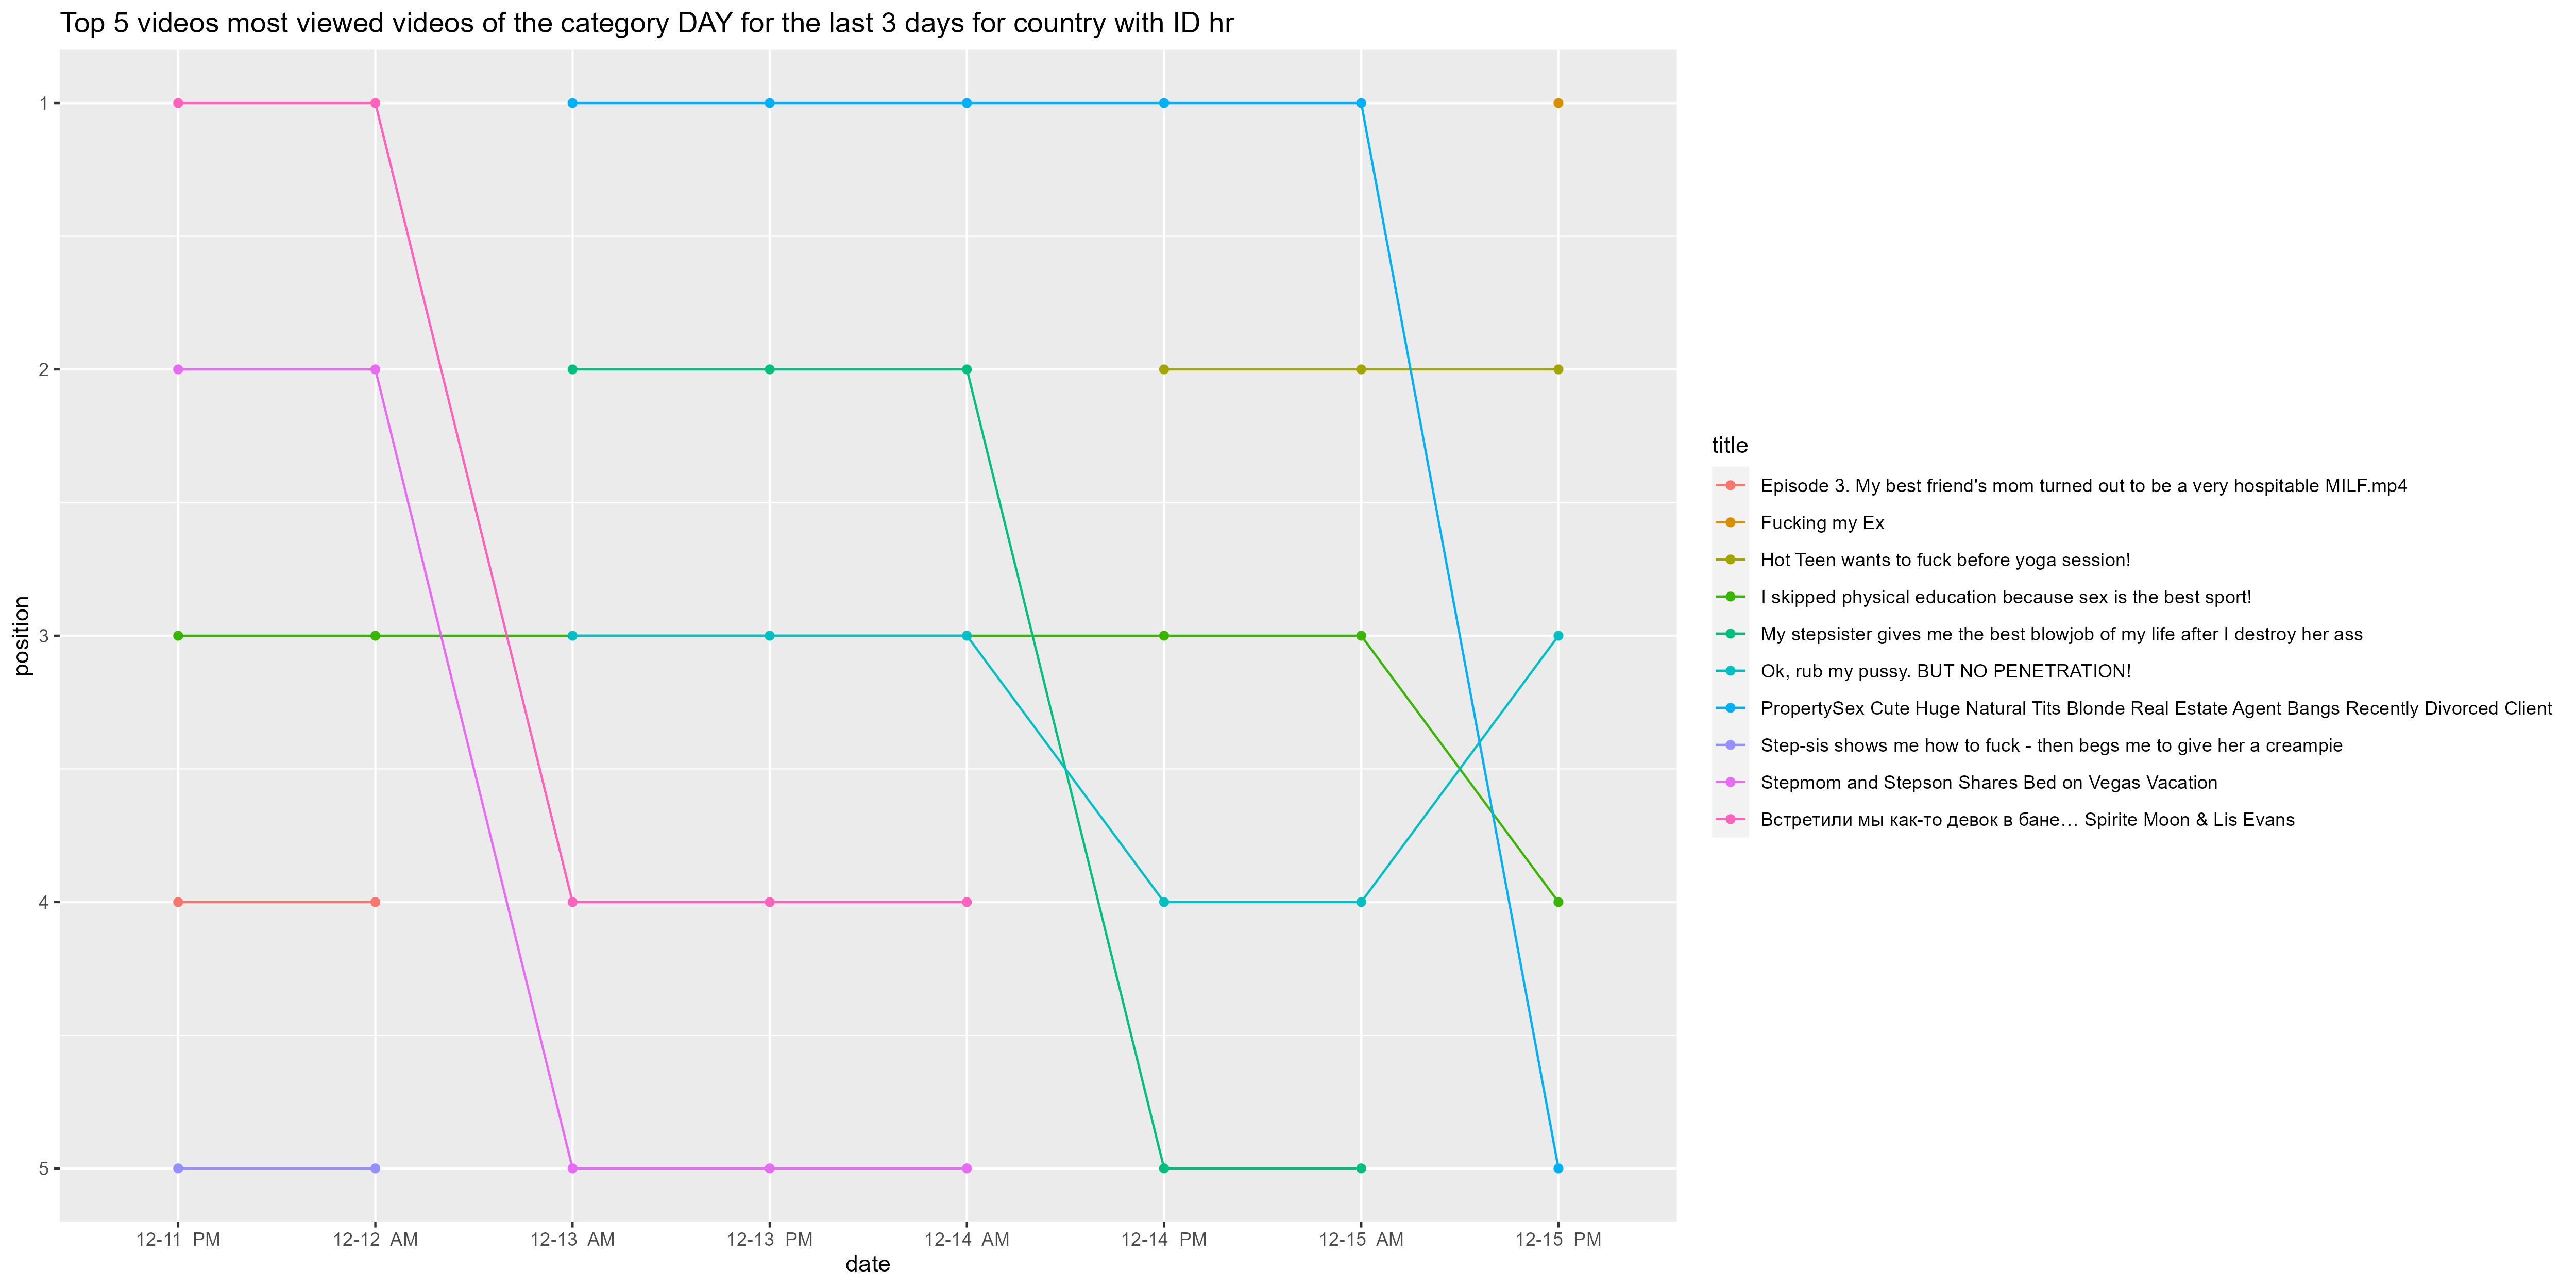 Top 5 videos most viewed videos of the category DAY for the last 3 days for country with ID hr
position
1
2
3
4
5
12-11 PM
12-12 AM
12-13 AM
12-13 PM
12-14 AM
12-14 PM
12-15 AM
12-15 PM
date
title
Episode 3. My best friend's mom turned out to be a very hospitable MILF.mp4
Fucking my Ex
Hot Teen wants to fuck before yoga session!
I skipped physical education because sex is the best sport!
My stepsister gives me the best blowjob of my life after I destroy her ass
Ok, rub my pussy. BUT NO PENETRATION!
PropertySex Cute Huge Natural Tits Blonde Real Estate Agent Bangs Recently Divorced Client
Step-sis shows me how to fuck - then begs me to give her a creampie
Stepmom and Stepson Shares Bed on Vegas Vacation
Встретили мы как-то девок в бане… Spirite Moon & Lis Evans